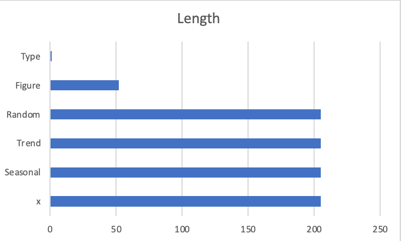 Length
Type
Figure
Random
Trend
Seasonal
x
0 50 100 150 200 250